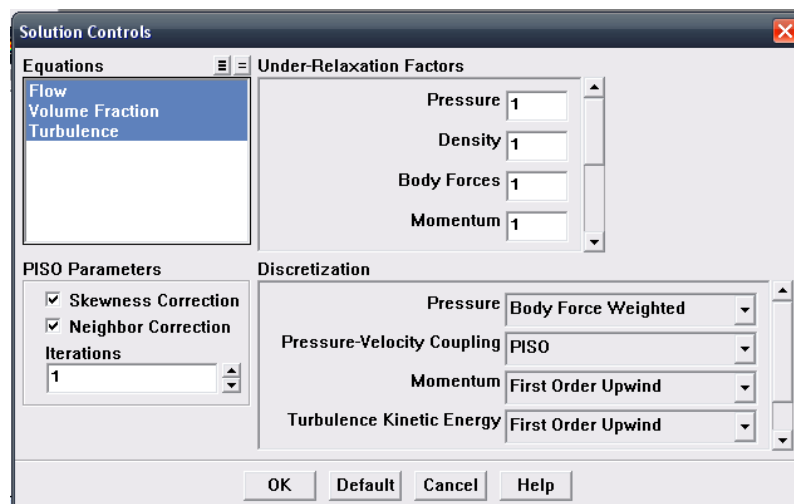 Solution Controls
Equations
Flow
Volume Fraction
Turbulence
Under-Relaxation Factors
Pressure 1
Density 1
Body Forces 1
Momentum 1
PISO Parameters
Skewness Correction
Neighbor Correction
Iterations
1
Discretization
Pressure Body Force Weighted
Pressure-Velocity Coupling PISO
Momentum First Order Upwind
Turbulence Kinetic Energy First Order Upwind
OK Default Cancel Help